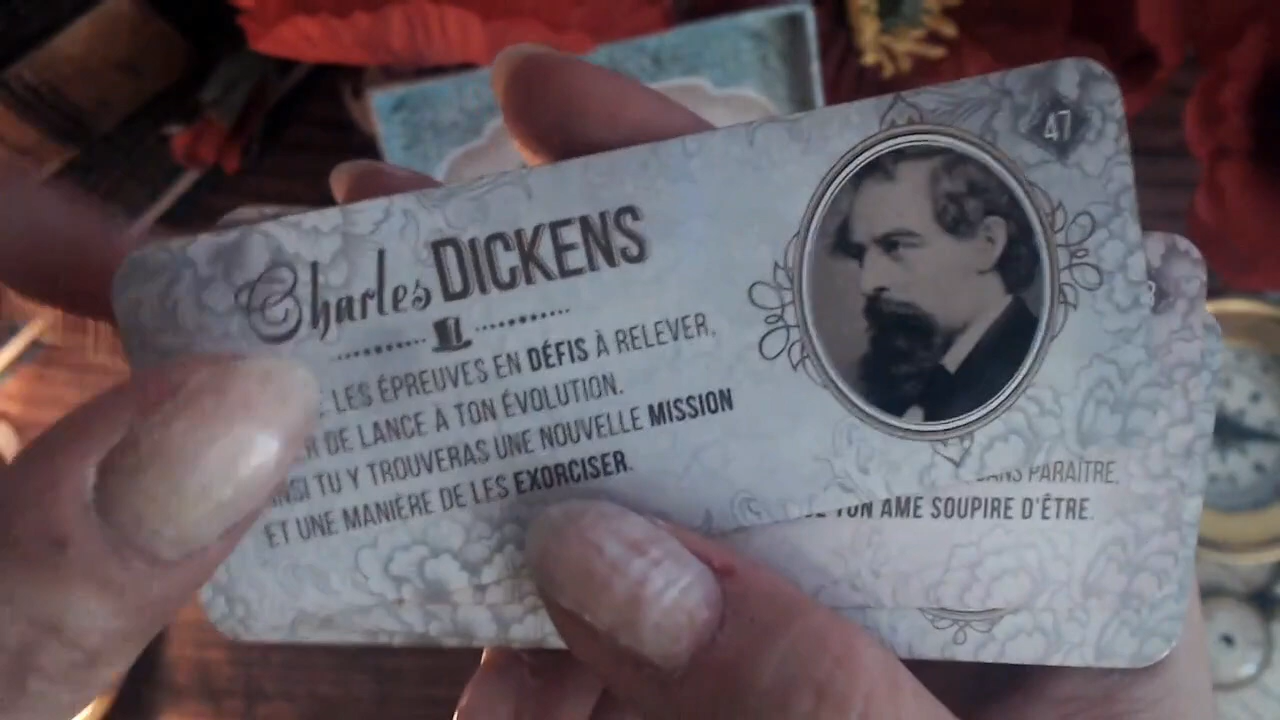 47
Charles DICKENS
LES ÉPREUVES EN DÉFIS À RELEVER,
DE LANCE À TON ÉVOLUTION.
TU Y TROUVERAS UNE NOUVELLE MISSION
ET UNE MANIÈRE DE LES EXORCISER.
PARAÎTRE,
TON AME SOUPIRE D'ÊTRE.